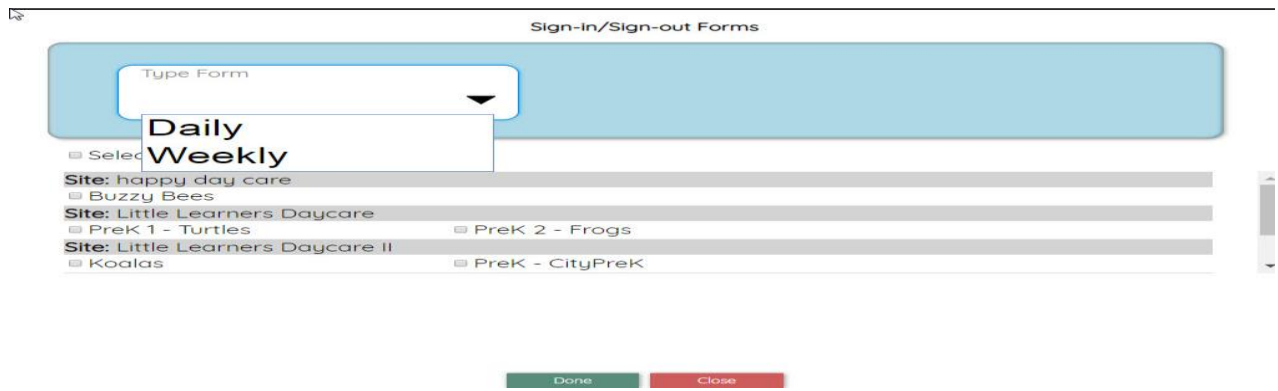 Sign-in/Sign-out Forms
Type Form
Daily
Weekly
Selec
Site: happy day care
Buzzy Bees
Site: Little Learners Daycare
PreK 1 - Turtles PreK 2 - Frogs
Site: Little Learners Daycare II
Koalas PreK - CityPreK
Done Close